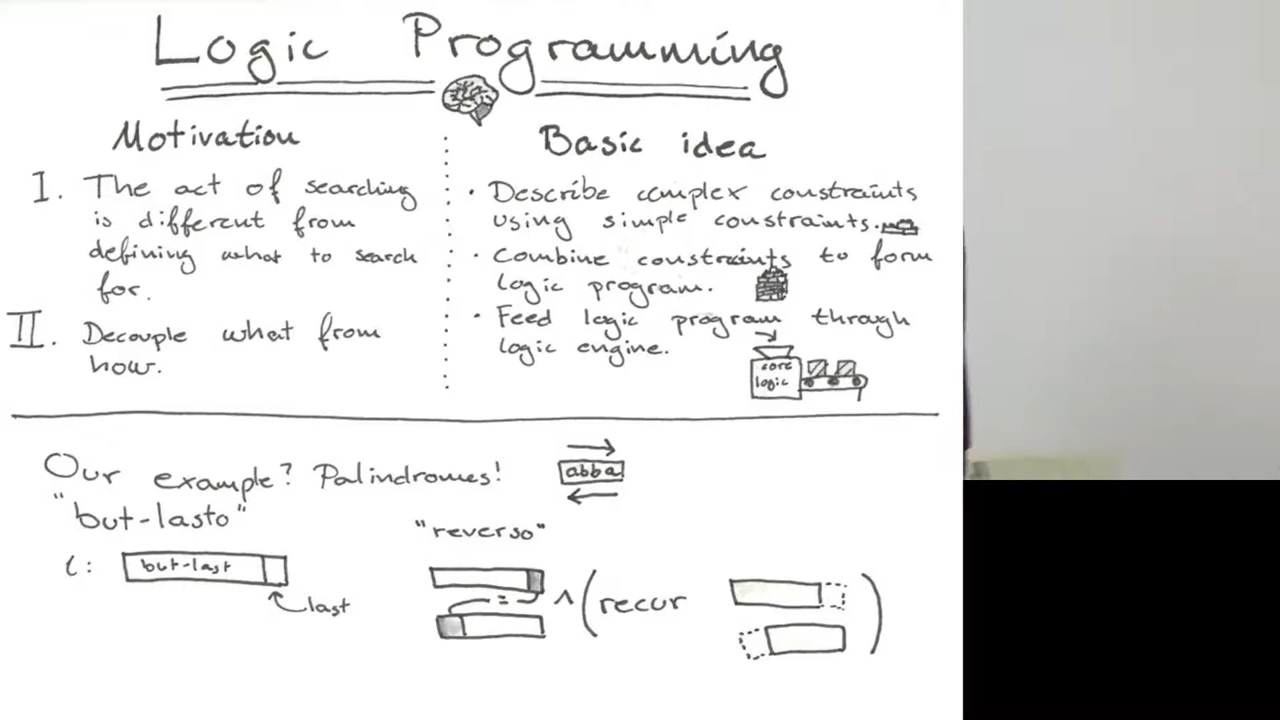 Logic Programming
Motivation
I. The act of searching
is different from
defining what to search
for.
II. Decouple what from
how.
Basic idea
• Describe complex constraints
using simple constraints.
• Combine constraints to form
logic program.
• Feed logic program through
logic engine.
core
logic
Our example? Palindromes!
abba
"but-lasto"
l: but-last
last
"reverso"
= ^ (recur )